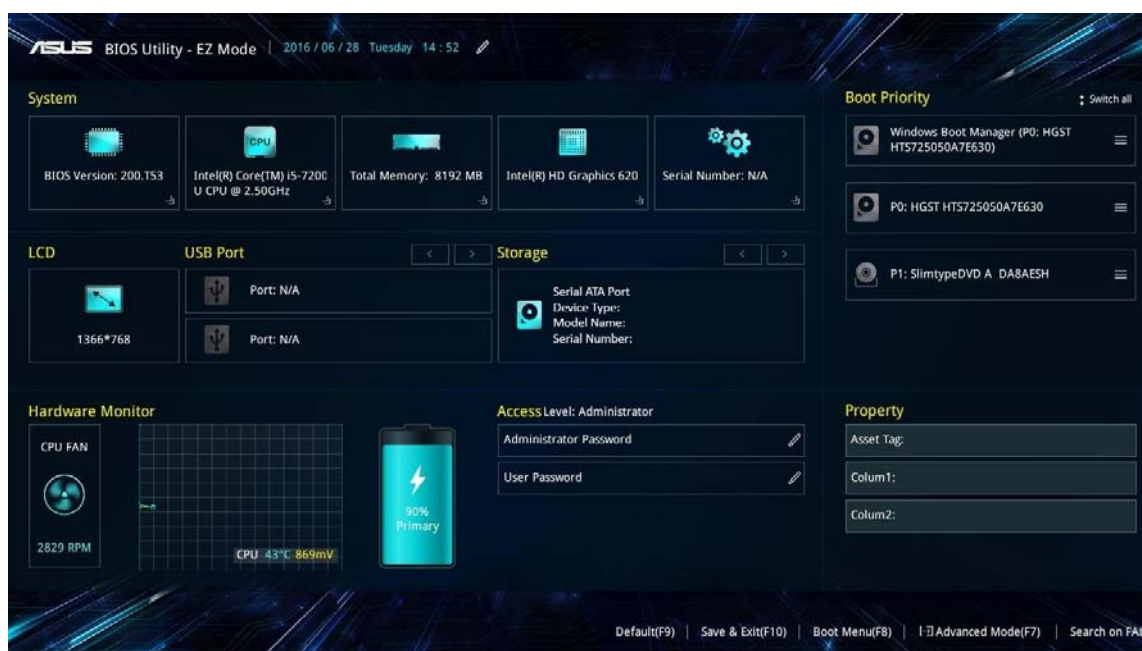 ASUS BIOS Utility - EZ Mode 2016 / 06 / 28 Tuesday 14 : 52
System
BIOS Version: 200.T53
Intel(R) Core(TM) i5-7200
U CPU @ 2.50GHz
Total Memory: 8192 MB
Intel(R) HD Graphics 620
Serial Number: N/A
CPU
LCD
1366*768
USB Port
< >
Port: N/A
Port: N/A
Storage
< >
Serial ATA Port
Device Type:
Model Name:
Serial Number:
Hardware Monitor
CPU FAN
2829 RPM
CPU 43°C 869mV
90%
Primary
Access Level: Administrator
Administrator Password
User Password
Boot Priority
Switch all
Windows Boot Manager (P0: HGST
HTS725050A7E630)
P0: HGST HTS725050A7E630
P1: SlimtypeDVD A DA8AESH
Property
Asset Tag:
Colum1:
Colum2:
Default(F9) | Save & Exit(F10) | Boot Menu(F8) | Advanced Mode(F7) | Search on